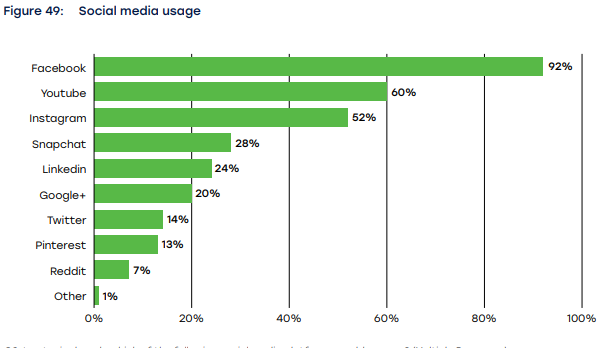 Figure 49: Social media usage
Facebook 92%
Youtube 60%
Instagram 52%
Snapchat 28%
Linkedin 24%
Google+ 20%
Twitter 14%
Pinterest 13%
Reddit 7%
Other 1%
0% 20% 40% 60% 80% 100%